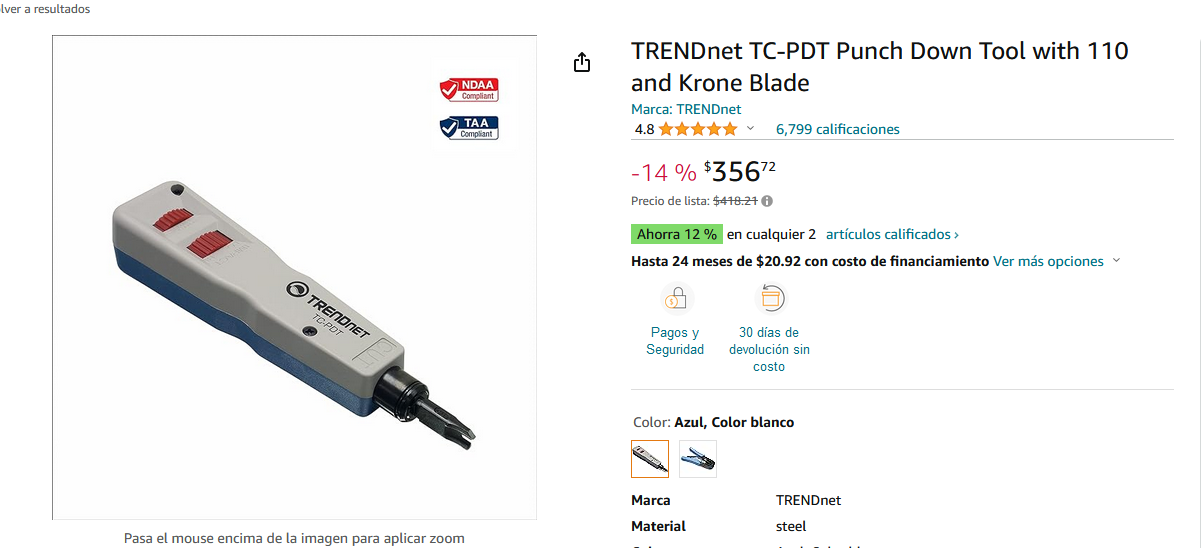 lver a resultados
NDAA
Compliant
TAA
Compliant
TRENDnet
TC-PDT
CUT
Pasa el mouse encima de la imagen para aplicar zoom
TRENDnet TC-PDT Punch Down Tool with 110
and Krone Blade
Marca: TRENDnet
4.8 6,799 calificaciones
-14 % $35672
Precio de lista: $418.21
Ahorra 12 % en cualquier 2 artículos calificados ›
Hasta 24 meses de $20.92 con costo de financiamiento Ver más opciones
Pagos y
Seguridad
30 días de
devolución sin
costo
Color: Azul, Color blanco
Marca TRENDnet
Material steel